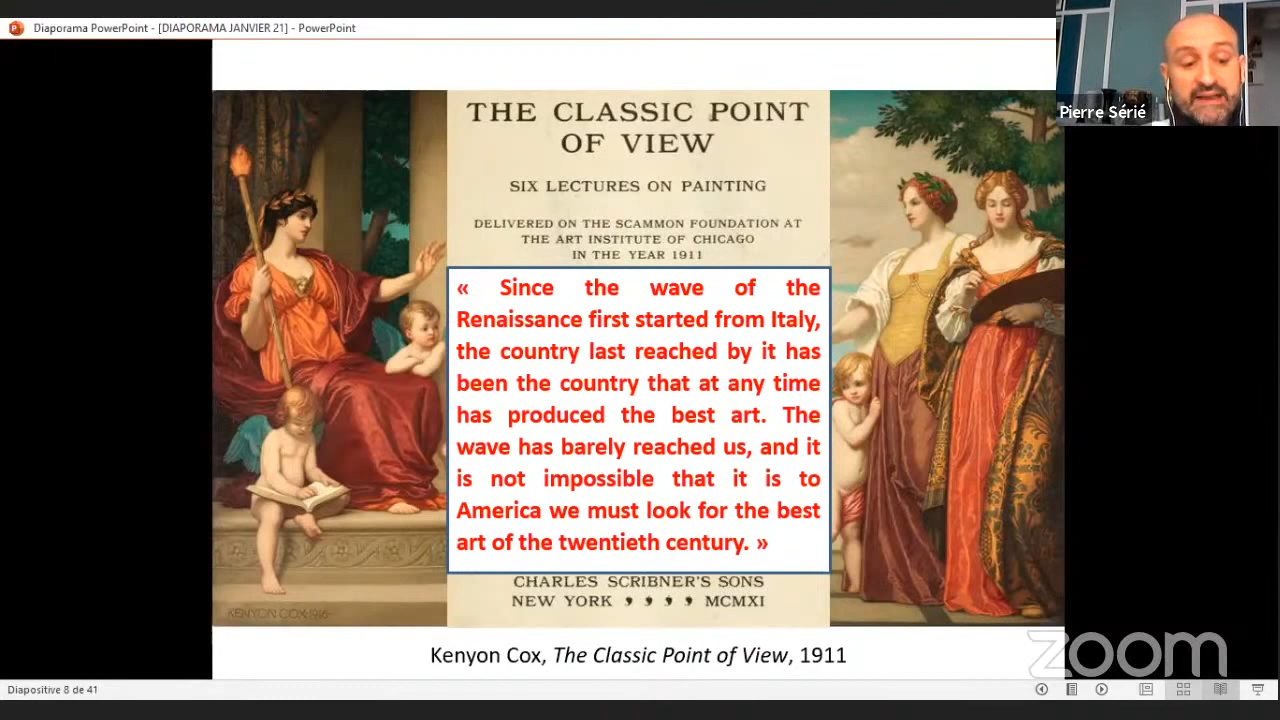 Diaporama PowerPoint - [DIAPORAMA JANVIER 21] - PowerPoint
Pierre Sérié
THE CLASSIC POINT
OF VIEW
SIX LECTURES ON PAINTING
DELIVERED ON THE SCAMMON FOUNDATION AT
THE ART INSTITUTE OF CHICAGO
IN THE YEAR 1911
« Since the wave of the
Renaissance first started from Italy,
the country last reached by it has
been the country that at any time
has produced the best art. The
wave has barely reached us, and it
is not impossible that it is to
America we must look for the best
art of the twentieth century. »
CHARLES SCRIBNER'S SONS
NEW YORK , , , , MCMXI
KENYON COX
Kenyon Cox, The Classic Point of View, 1911
zoom
Diapositive 8 de 41